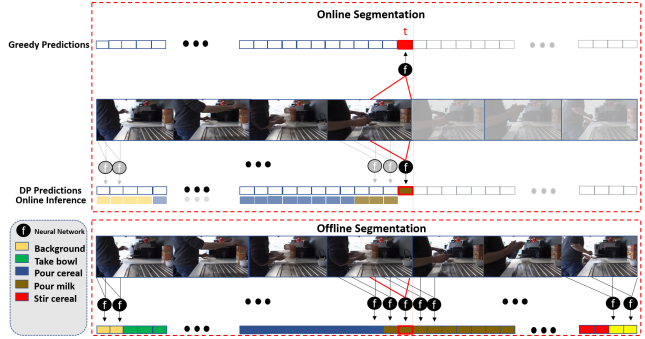 Online Segmentation
t
Greedy Predictions
f
f f f f f
DP Predictions
Online Inference
Offline Segmentation
f Neural Network
Background
Take bowl
Pour cereal
Pour milk
Stir cereal
f f f f f f f f f